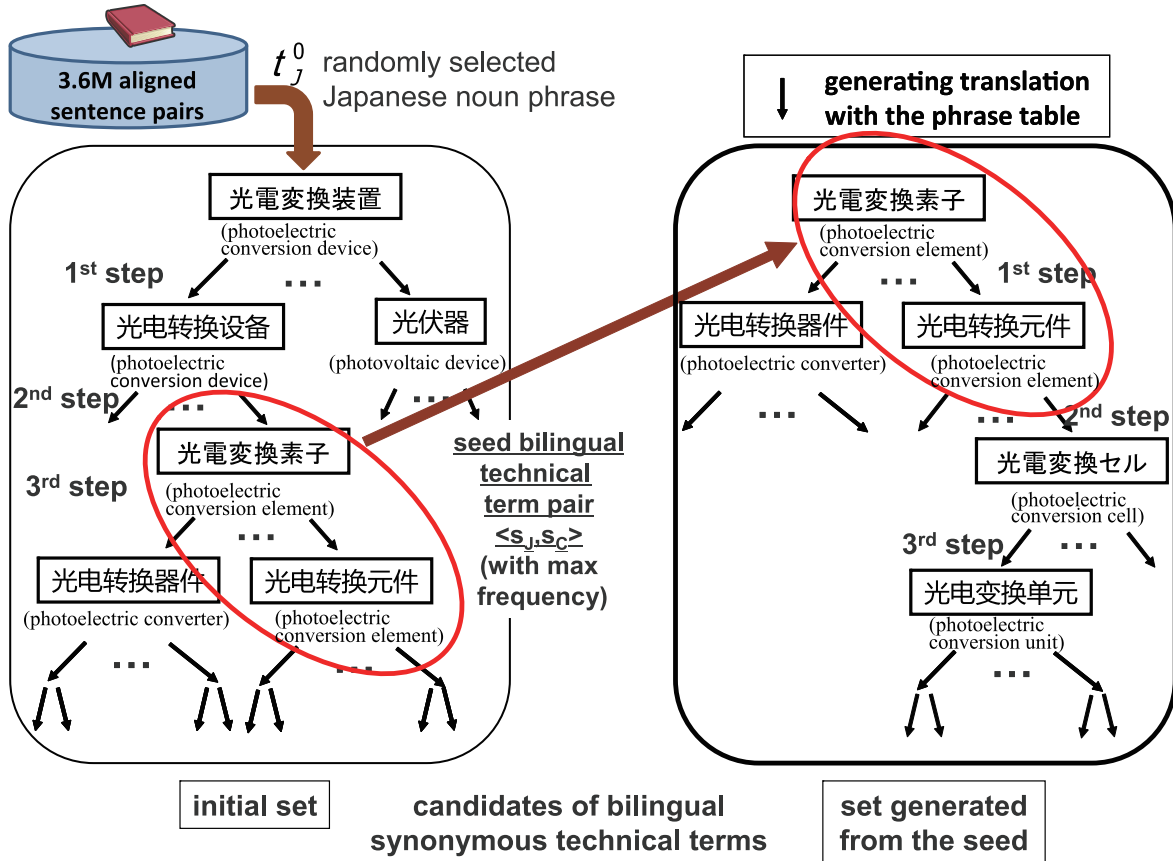 3.6M aligned
sentence pairs
t_J^0 randomly selected
Japanese noun phrase
光電変換装置
(photoelectric
conversion device)
1st step
...
光电转换设备
(photoelectric
conversion device)
光伏器
(photovoltaic device)
2nd step
...
...
光電変換素子
(photoelectric
conversion element)
3rd step
...
光电转换器件
(photoelectric converter)
光电转换元件
(photoelectric
conversion element)
...
...
seed bilingual
technical
term pair
<s_J,s_C>
(with max
frequency)
generating translation
with the phrase table
光電変換素子
(photoelectric
conversion element)
1st step
...
光电转换器件
(photoelectric converter)
光电转换元件
(photoelectric
conversion element)
...
...
2nd step
光電変換セル
(photoelectric
conversion cell)
3rd step
...
光电变换单元
(photoelectric
conversion unit)
...
initial set
candidates of bilingual
synonymous technical terms
set generated
from the seed